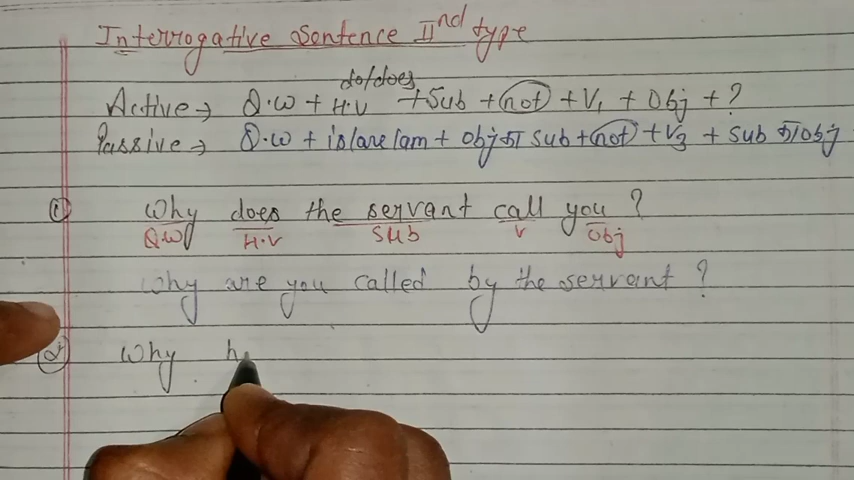 Interrogative Sentence IInd type
do/does
Active → Q.W + H.V + Sub + not + V1 + Obj + ?
Passive → Q.W + is/are/am + Obj का Sub + not + V3 + Sub का Obj
① Why does the servant call you ?
Q.W H.V Sub V Obj
Why are you called by the servant ?
② Why h